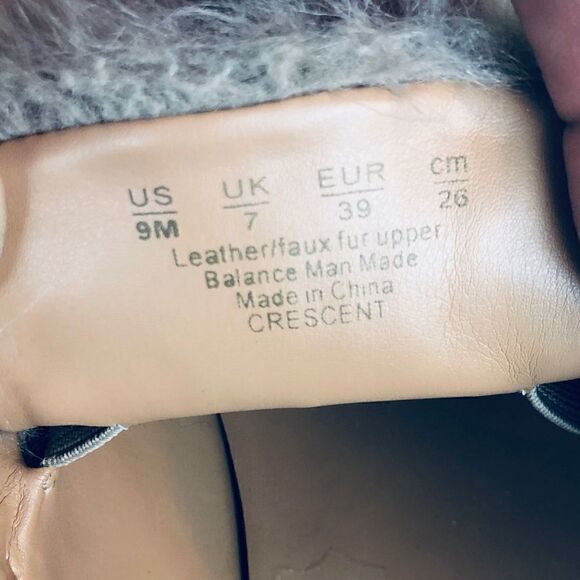 US UK EUR cm
9M 7 39 26
Leather/faux fur upper
Balance Man Made
Made in China
CRESCENT